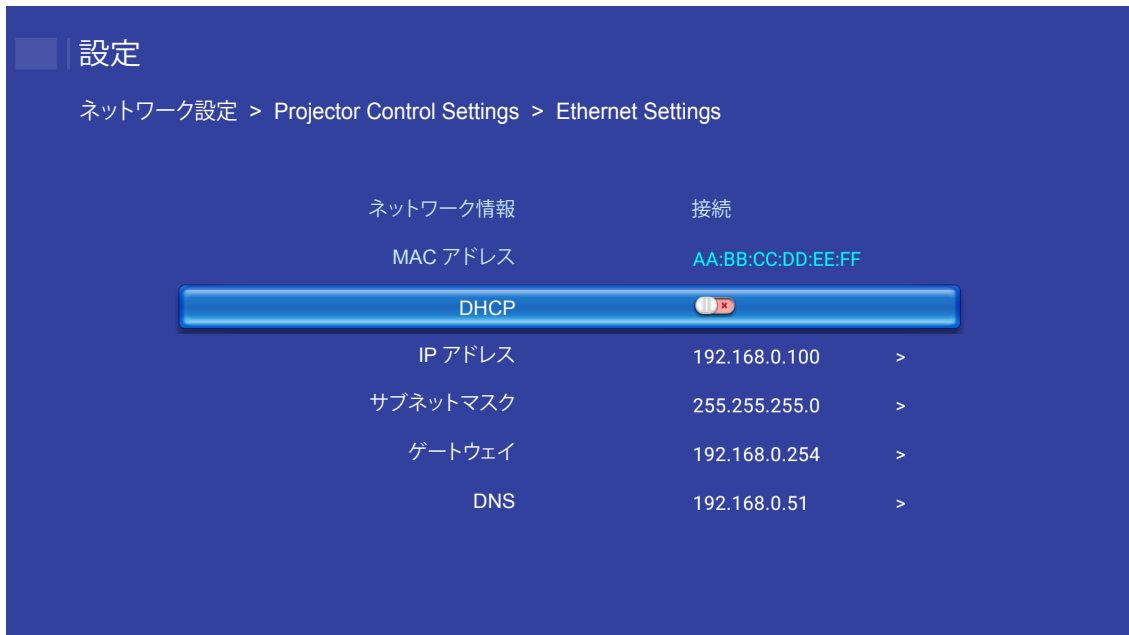 設定
ネットワーク設定 > Projector Control Settings > Ethernet Settings
ネットワーク情報 接続
MAC アドレス AA:BB:CC:DD:EE:FF
DHCP
IP アドレス 192.168.0.100 >
サブネットマスク 255.255.255.0 >
ゲートウェイ 192.168.0.254 >
DNS 192.168.0.51 >